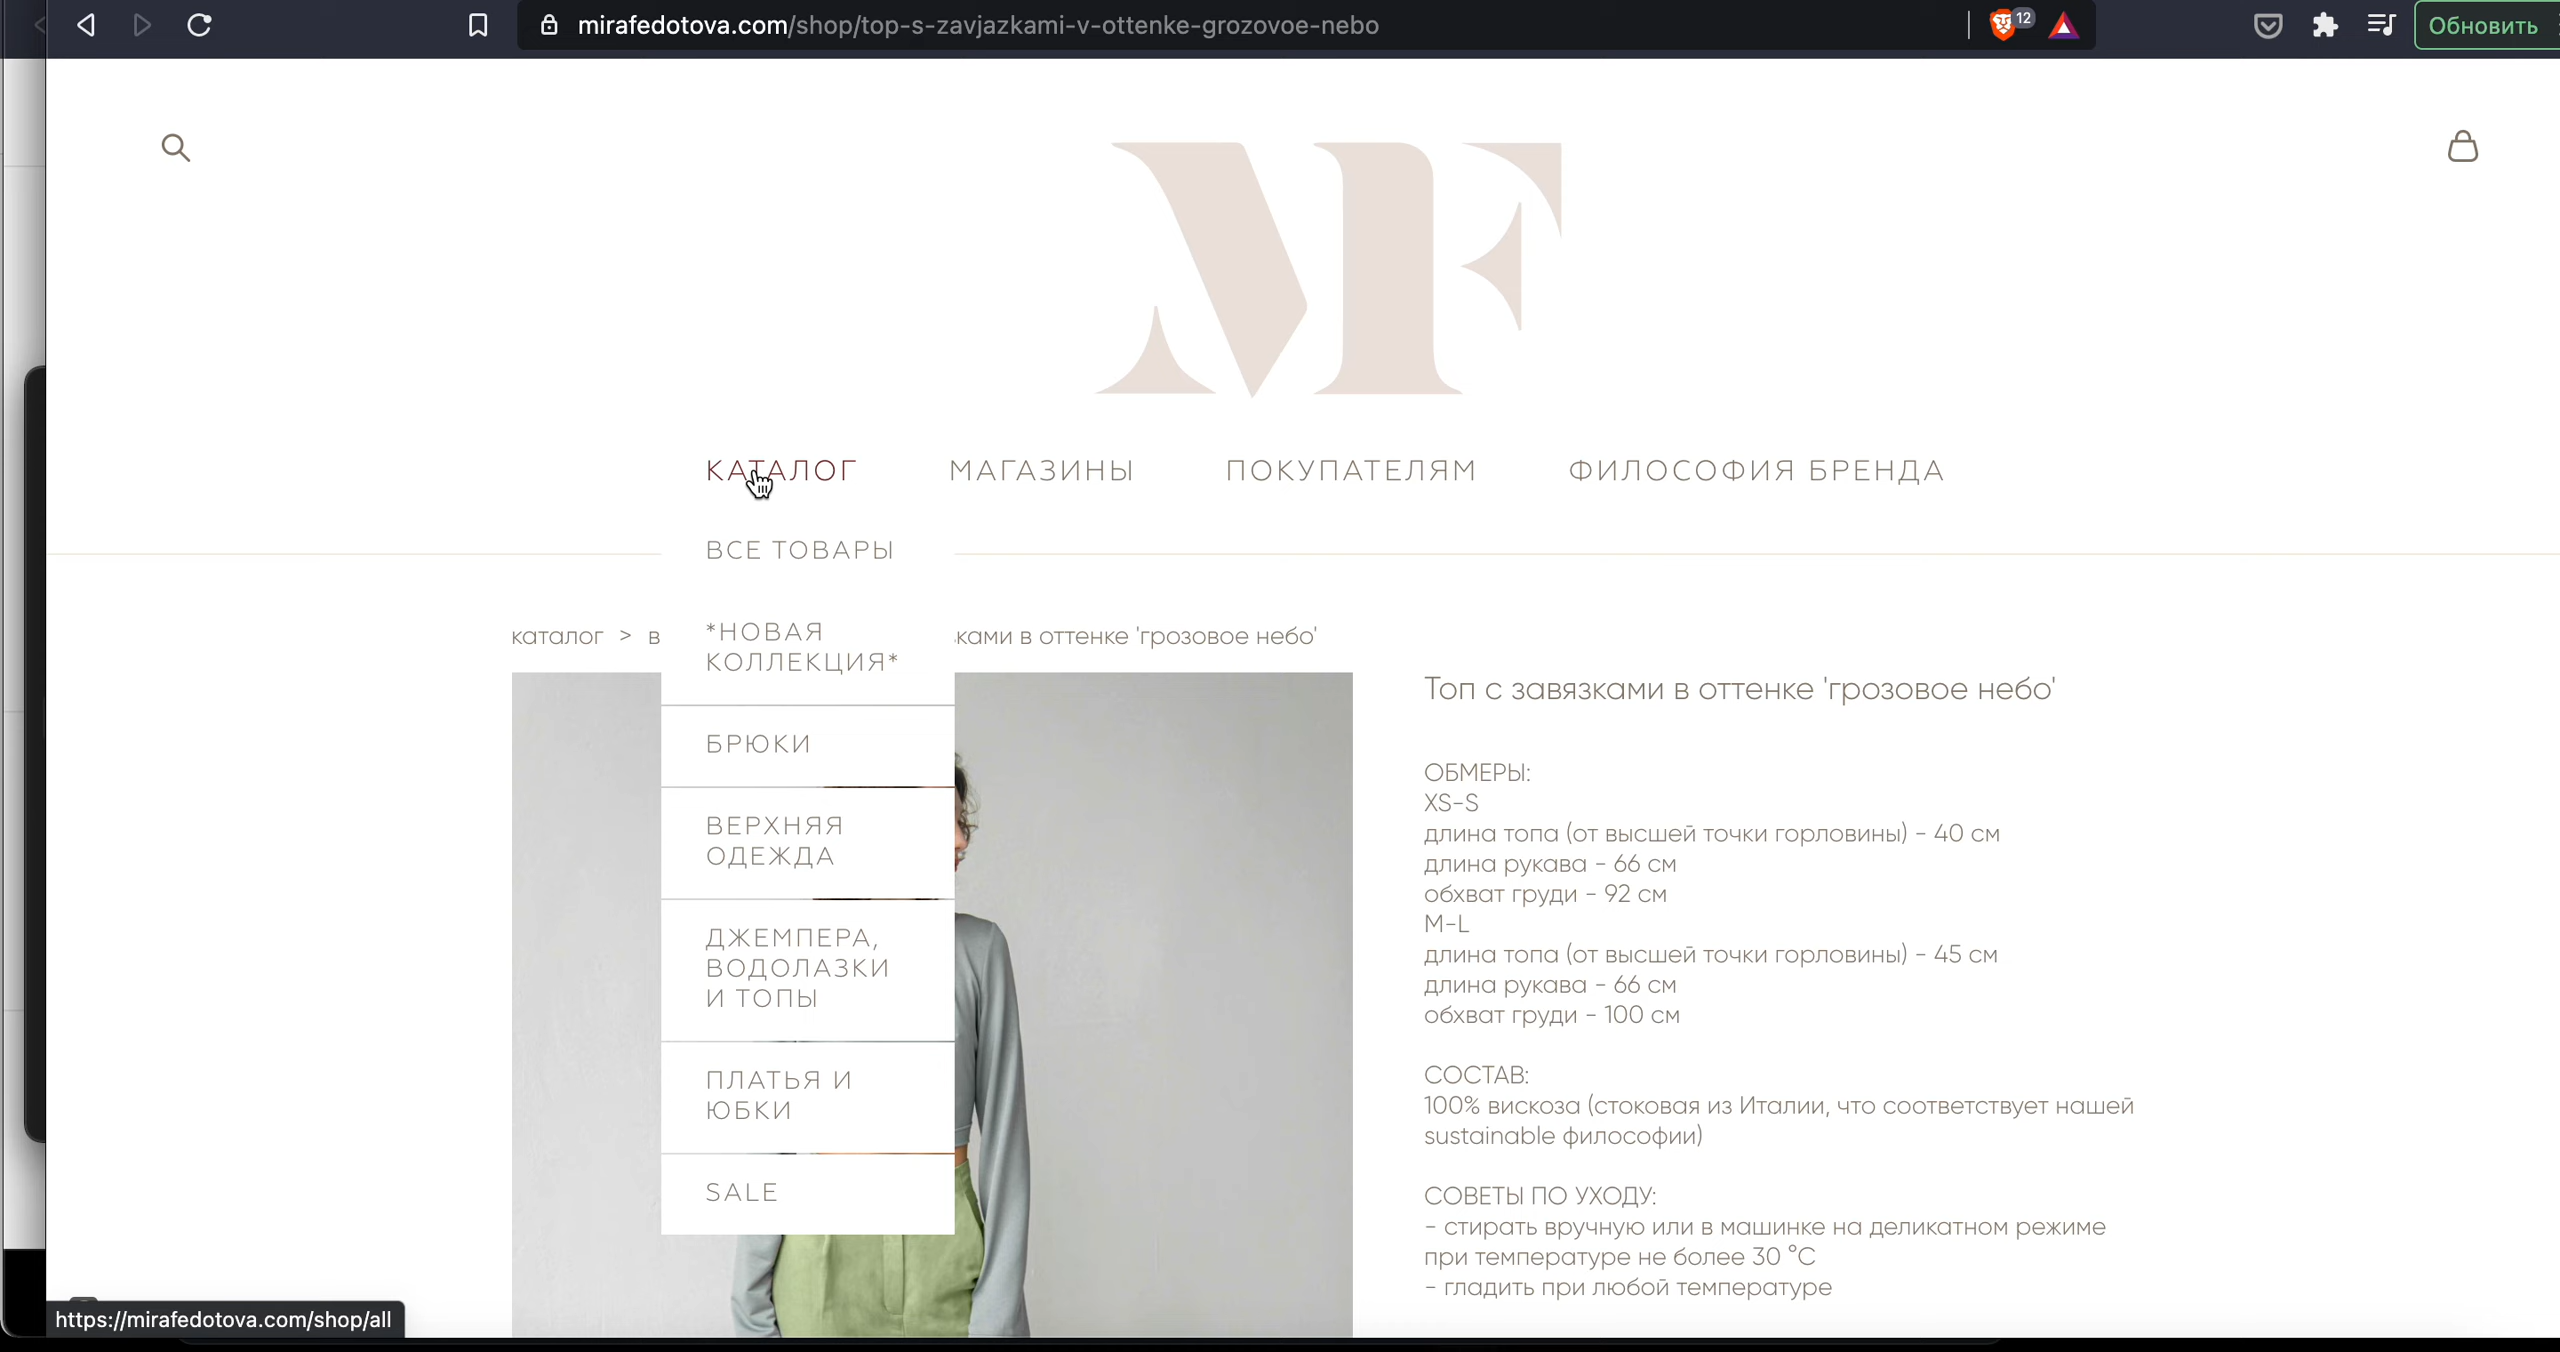 mirafedotova.com/shop/top-s-zavjazkami-v-ottenke-grozovoe-nebo
12
Обновить
MF
КАТАЛОГ
МАГАЗИНЫ
ПОКУПАТЕЛЯМ
ФИЛОСОФИЯ БРЕНДА
ВСЕ ТОВАРЫ
*НОВАЯ
КОЛЛЕКЦИЯ*
БРЮКИ
ВЕРХНЯЯ
ОДЕЖДА
ДЖЕМПЕРА,
ВОДОЛАЗКИ
И ТОПЫ
ПЛАТЬЯ И
ЮБКИ
SALE
каталог > в ками в оттенке 'грозовое небо'
Топ с завязками в оттенке 'грозовое небо'
ОБМЕРЫ:
XS-S
длина топа (от высшей точки горловины) - 40 см
длина рукава - 66 см
обхват груди - 92 см
M-L
длина топа (от высшей точки горловины) - 45 см
длина рукава - 66 см
обхват груди - 100 см
СОСТАВ:
100% вискоза (стоковая из Италии, что соответствует нашей
sustainable философии)
СОВЕТЫ ПО УХОДУ:
- стирать вручную или в машинке на деликатном режиме
при температуре не более 30 °C
- гладить при любой температуре
https://mirafedotova.com/shop/all